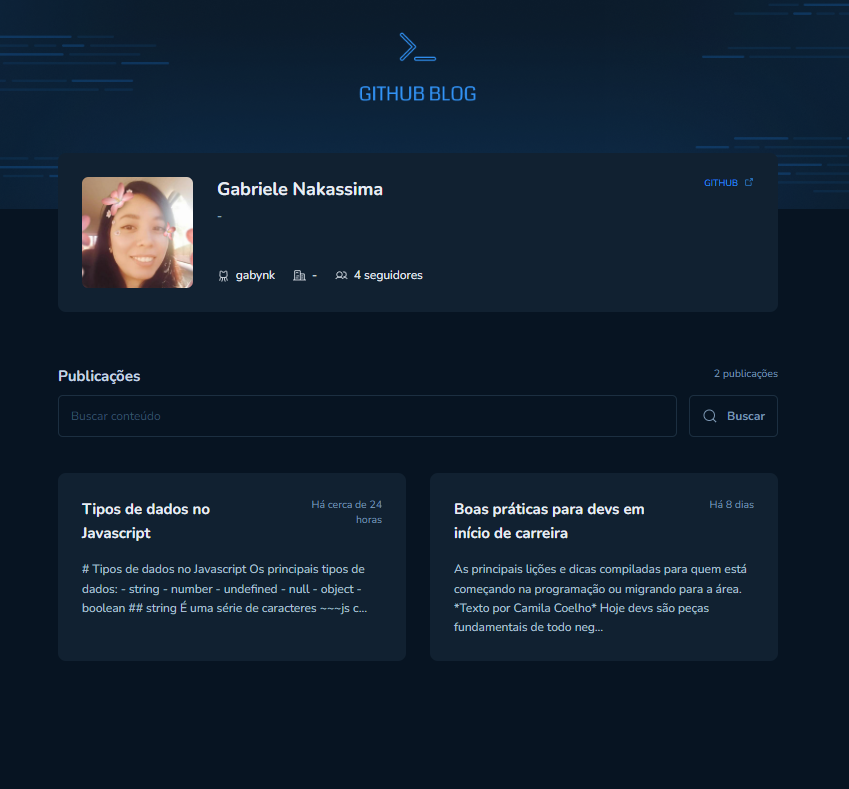 GITHUB BLOG
Gabriele Nakassima
GITHUB
-
gabynk - 4 seguidores
Publicações
2 publicações
Buscar conteúdo
Buscar
Tipos de dados no
Javascript
Há cerca de 24
horas
# Tipos de dados no Javascript Os principais tipos de
dados: - string - number - undefined - null - object -
boolean ## string É uma série de caracteres ~~~js c...
Boas práticas para devs em
início de carreira
Há 8 dias
As principais lições e dicas compiladas para quem está
começando na programação ou migrando para a área.
*Texto por Camila Coelho* Hoje devs são peças
fundamentais de todo neg...